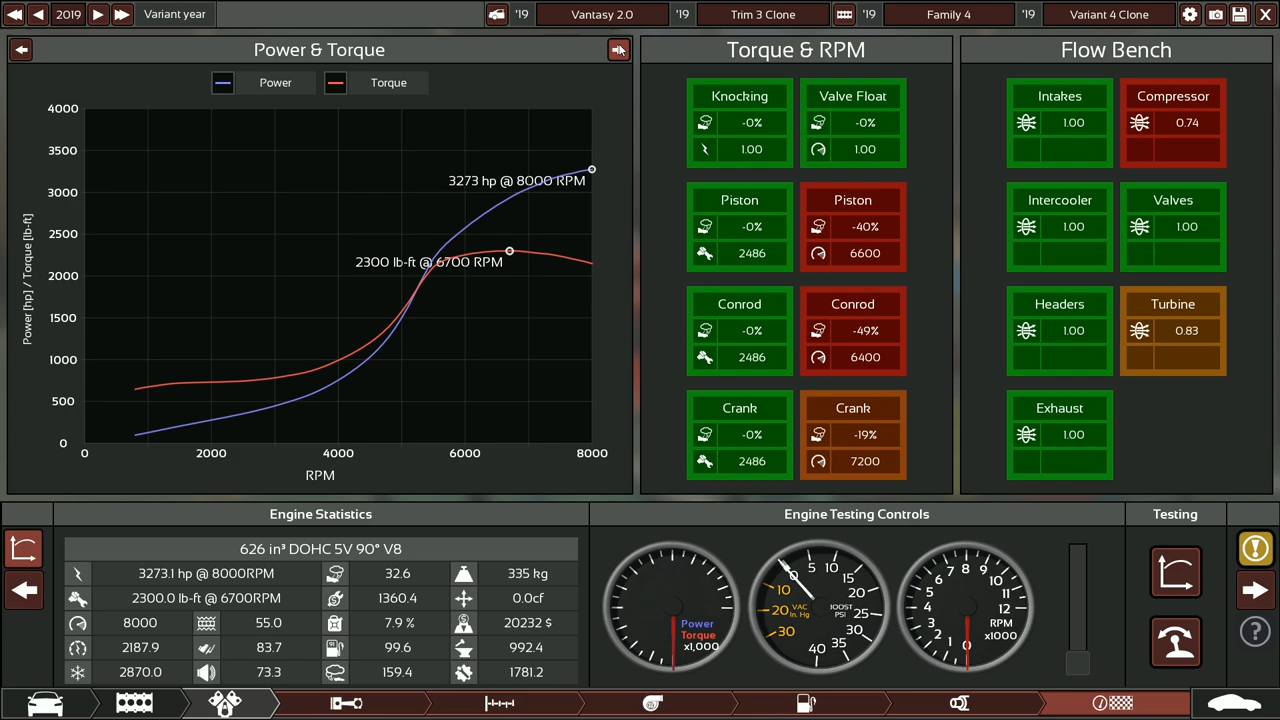 2019 Variant year '19 Vantasy 2.0 '19 Trim 3 Clone '19 Family 4 '19 Variant 4 Clone
Power & Torque
Power Torque
4000
3500
3000
2500
2000
1500
1000
500
0
Power [hp] / Torque [lb-ft]
3273 hp @ 8000 RPM
2300 lb-ft @ 6700 RPM
0 2000 4000 6000 8000
RPM
Torque & RPM
Knocking Valve Float
-0% -0%
1.00 1.00
Piston Piston
-0% -40%
2486 6600
Conrod Conrod
-0% -49%
2486 6400
Crank Crank
-0% -19%
2486 7200
Flow Bench
Intakes Compressor
1.00 0.74
Intercooler Valves
1.00 1.00
Headers Turbine
1.00 0.83
Exhaust
1.00
Engine Statistics
626 in³ DOHC 5V 90° V8
3273.1 hp @ 8000RPM 32.6 335 kg
2300.0 lb-ft @ 6700RPM 1360.4 0.0cf
8000 55.0 7.9 % 20232 $
2187.9 83.7 99.6 992.4
2870.0 73.3 159.4 1781.2
Engine Testing Controls
Power
Torque
x1,000
30 20 10 0 5 10 15 20 25 30 35 40
VAC
In. Hg
BOOST
PSI
0 1 2 3 4 5 6 7 8 9 10 11 12
RPM
x1000
Testing